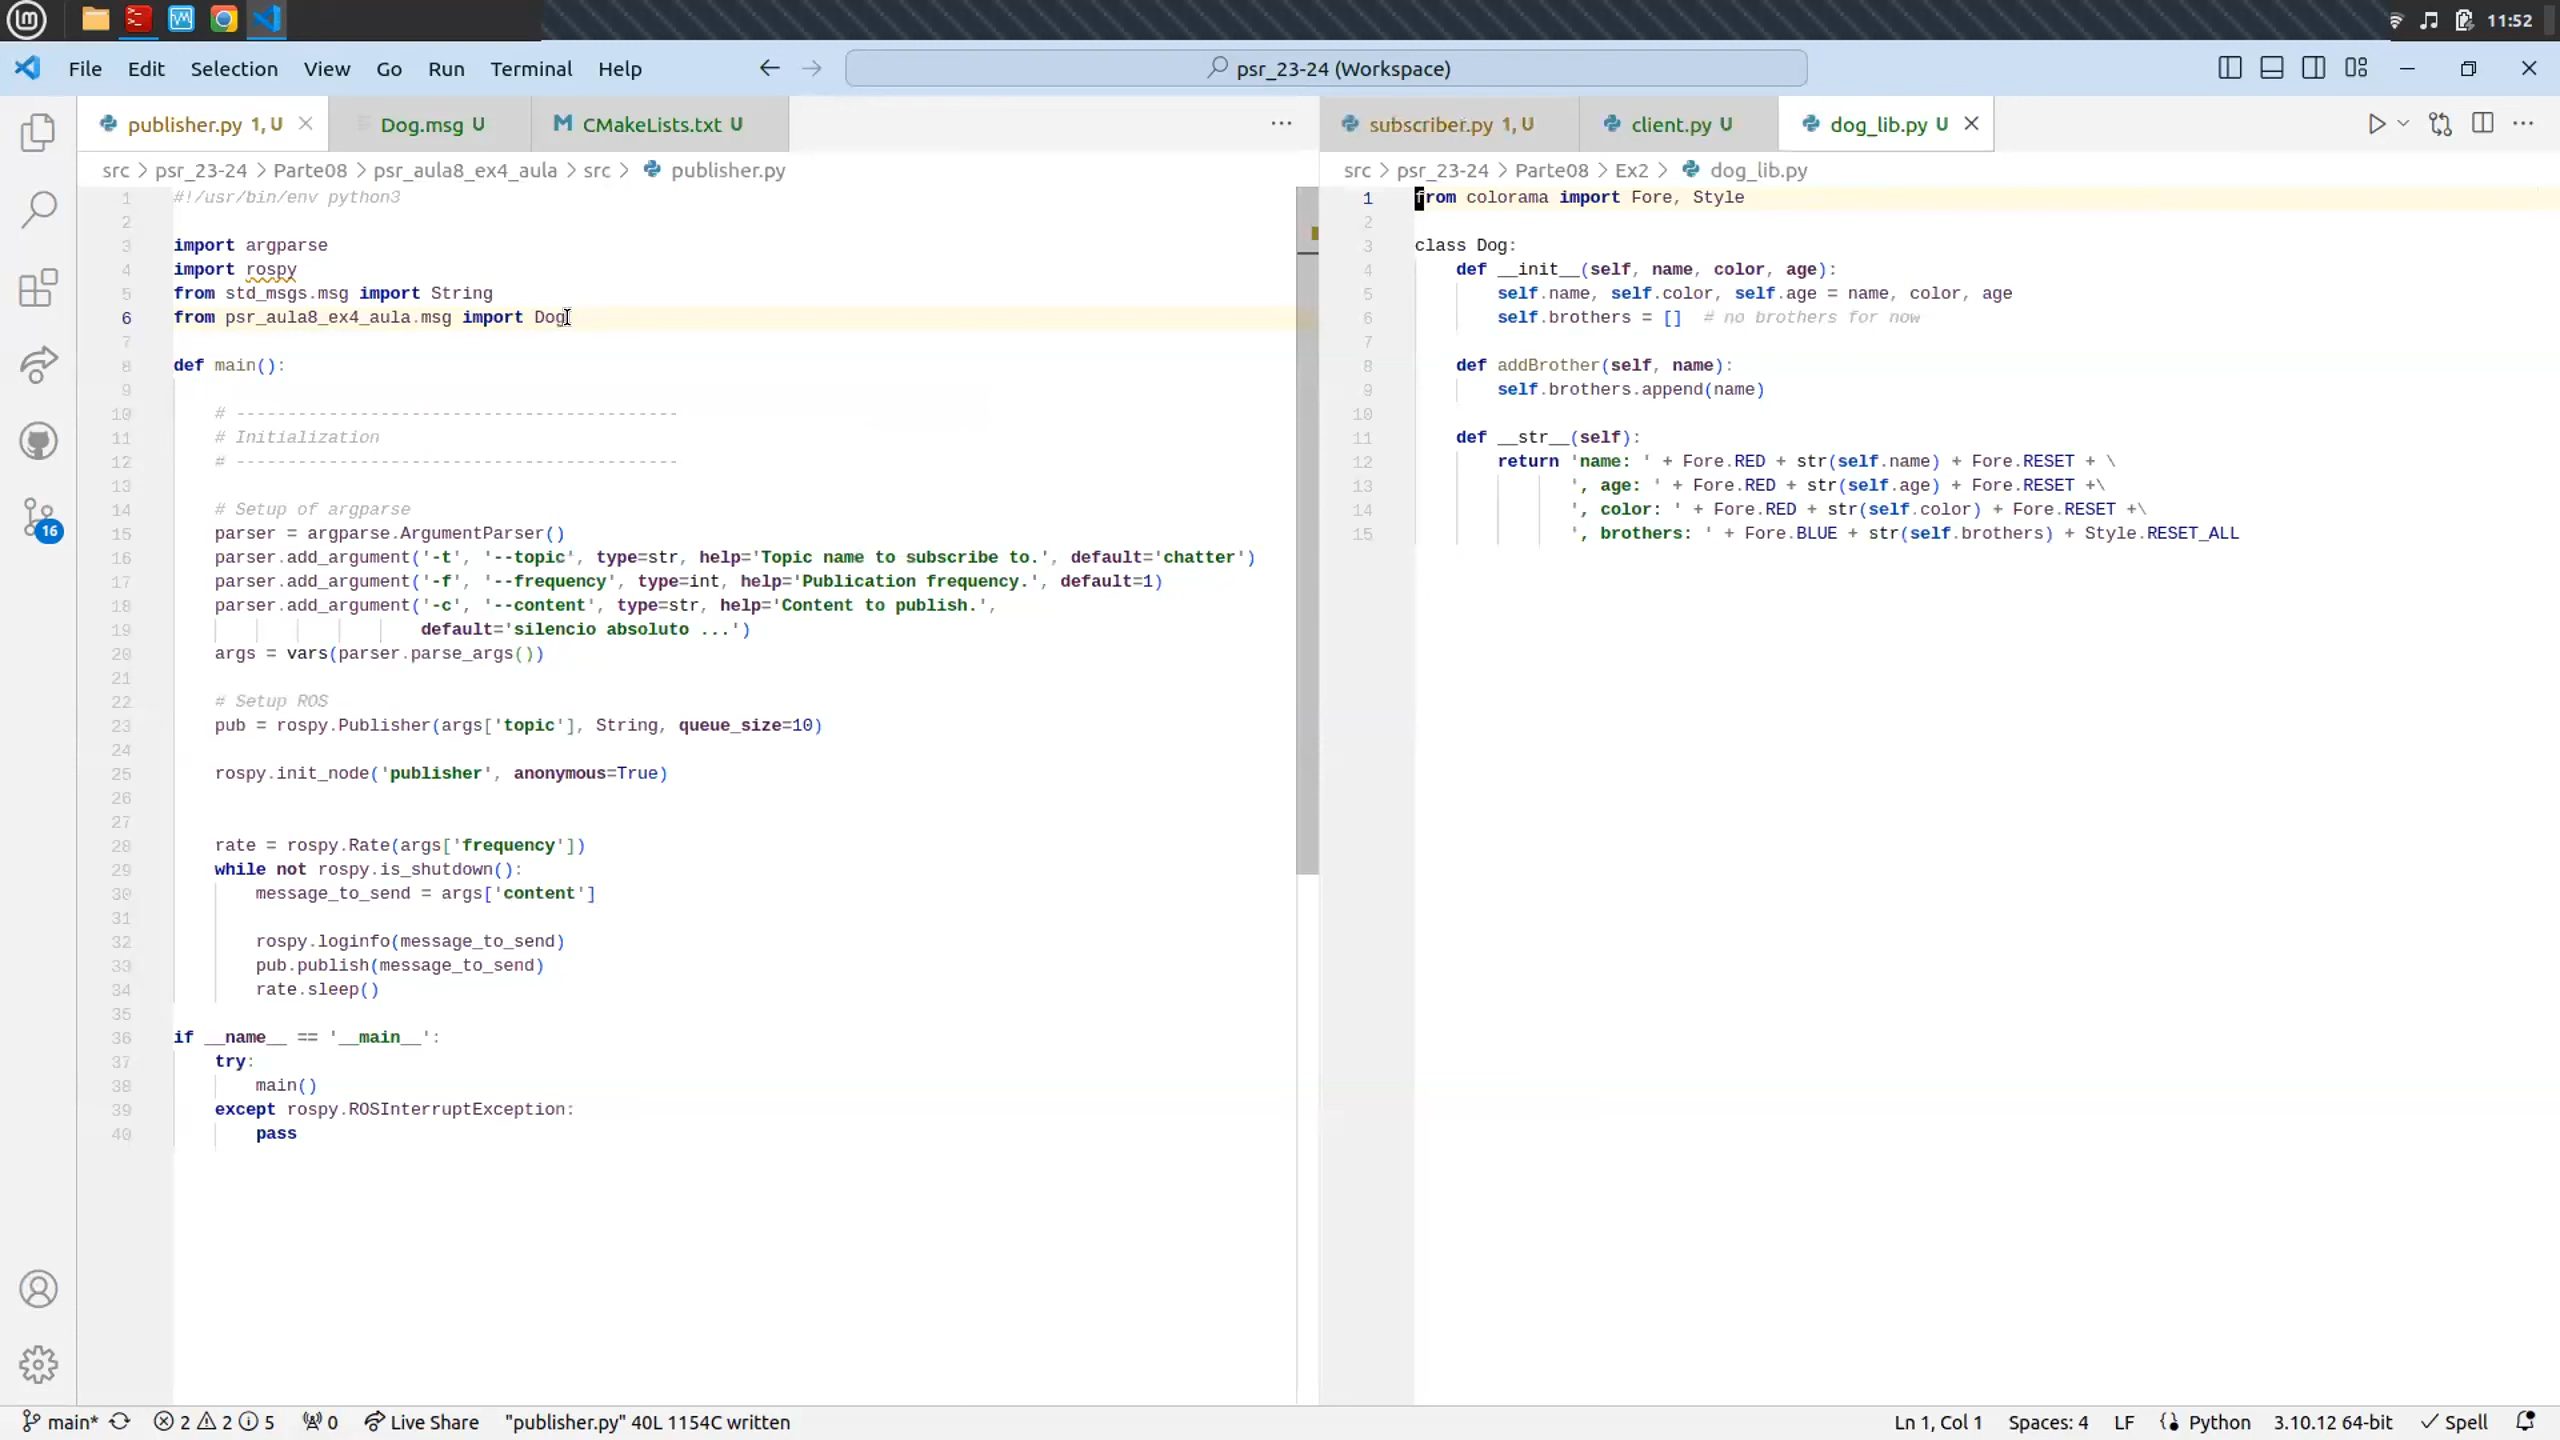 11:52
File Edit Selection View Go Run Terminal Help
psr_23-24 (Workspace)
publisher.py 1, U
Dog.msg U
CMakeLists.txt U
src > psr_23-24 > Parte08 > psr_aula8_ex4_aula > src > publisher.py
1 #!/usr/bin/env python3
2
3 import argparse
4 import rospy
5 from std_msgs.msg import String
6 from psr_aula8_ex4_aula.msg import Dog
7
8 def main():
9
10     # -------------------------------------------
11     # Initialization
12     # -------------------------------------------
13
14     # Setup of argparse
15     parser = argparse.ArgumentParser()
16     parser.add_argument('-t', '--topic', type=str, help='Topic name to subscribe to.', default='chatter')
17     parser.add_argument('-f', '--frequency', type=int, help='Publication frequency.', default=1)
18     parser.add_argument('-c', '--content', type=str, help='Content to publish.',
19                         default='silencio absoluto ...')
20     args = vars(parser.parse_args())
21
22     # Setup ROS
23     pub = rospy.Publisher(args['topic'], String, queue_size=10)
24
25     rospy.init_node('publisher', anonymous=True)
26
27
28     rate = rospy.Rate(args['frequency'])
29     while not rospy.is_shutdown():
30         message_to_send = args['content']
31
32         rospy.loginfo(message_to_send)
33         pub.publish(message_to_send)
34         rate.sleep()
35
36 if __name__ == '__main__':
37     try:
38         main()
39     except rospy.ROSInterruptException:
40         pass
subscriber.py 1, U
client.py U
dog_lib.py U
src > psr_23-24 > Parte08 > Ex2 > dog_lib.py
1 from colorama import Fore, Style
2
3 class Dog:
4     def __init__(self, name, color, age):
5         self.name, self.color, self.age = name, color, age
6         self.brothers = []  # no brothers for now
7
8     def addBrother(self, name):
9         self.brothers.append(name)
10
11     def __str__(self):
12         return 'name: ' + Fore.RED + str(self.name) + Fore.RESET + \
13                ', age: ' + Fore.RED + str(self.age) + Fore.RESET +\
14                ', color: ' + Fore.RED + str(self.color) + Fore.RESET +\
15                ', brothers: ' + Fore.BLUE + str(self.brothers) + Style.RESET_ALL
16
main* 2 2 5 0 Live Share "publisher.py" 40L 1154C written
Ln 1, Col 1 Spaces: 4 LF Python 3.10.12 64-bit Spell